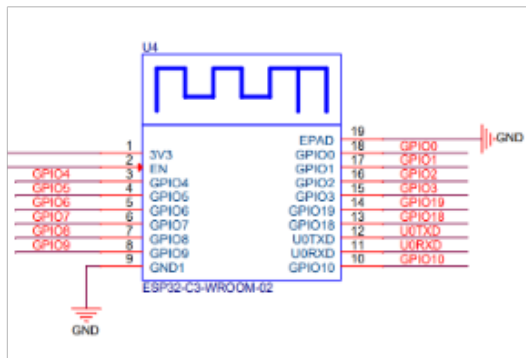 U4
19 EPAD GND
1 3V3 GPIO0 18 GPIO0
2 EN GPIO1 17 GPIO1
GPIO4 3 GPIO4 GPIO2 16 GPIO2
GPIO5 4 GPIO5 GPIO3 15 GPIO3
GPIO6 5 GPIO6 GPIO19 14 GPIO19
GPIO7 6 GPIO7 GPIO18 13 GPIO18
GPIO8 7 GPIO8 U0TXD 12 U0TXD
GPIO9 8 GPIO9 U0RXD 11 U0RXD
9 GND1 GPIO10 10 GPIO10
ESP32-C3-WROOM-02
GND